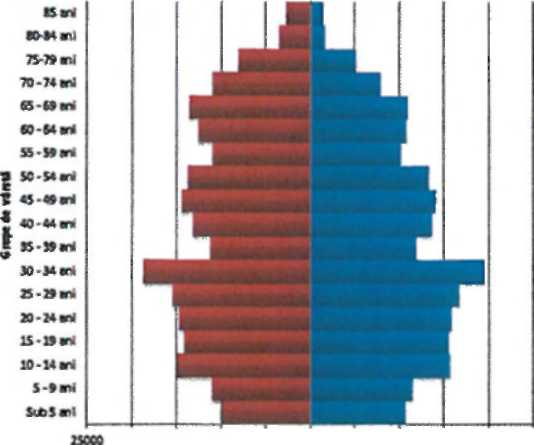 85 ani
80-84 ani
75-79 ani
70 - 74 ani
65 - 69 ani
60 - 64 ani
55 - 59 ani
50 - 54 ani
45 - 49 ani
40 - 44 ani
35 - 39 ani
30 - 34 ani
25 - 29 ani
20 - 24 ani
15 - 19 ani
10 - 14 ani
5 - 9 ani
Sub 5 ani
Grupe de vârstă
25000